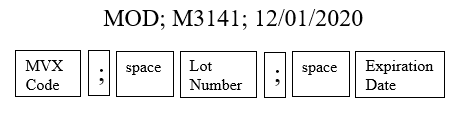 MOD; M3141; 12/01/2020
MVX Code
;
space
Lot Number
;
space
Expiration Date